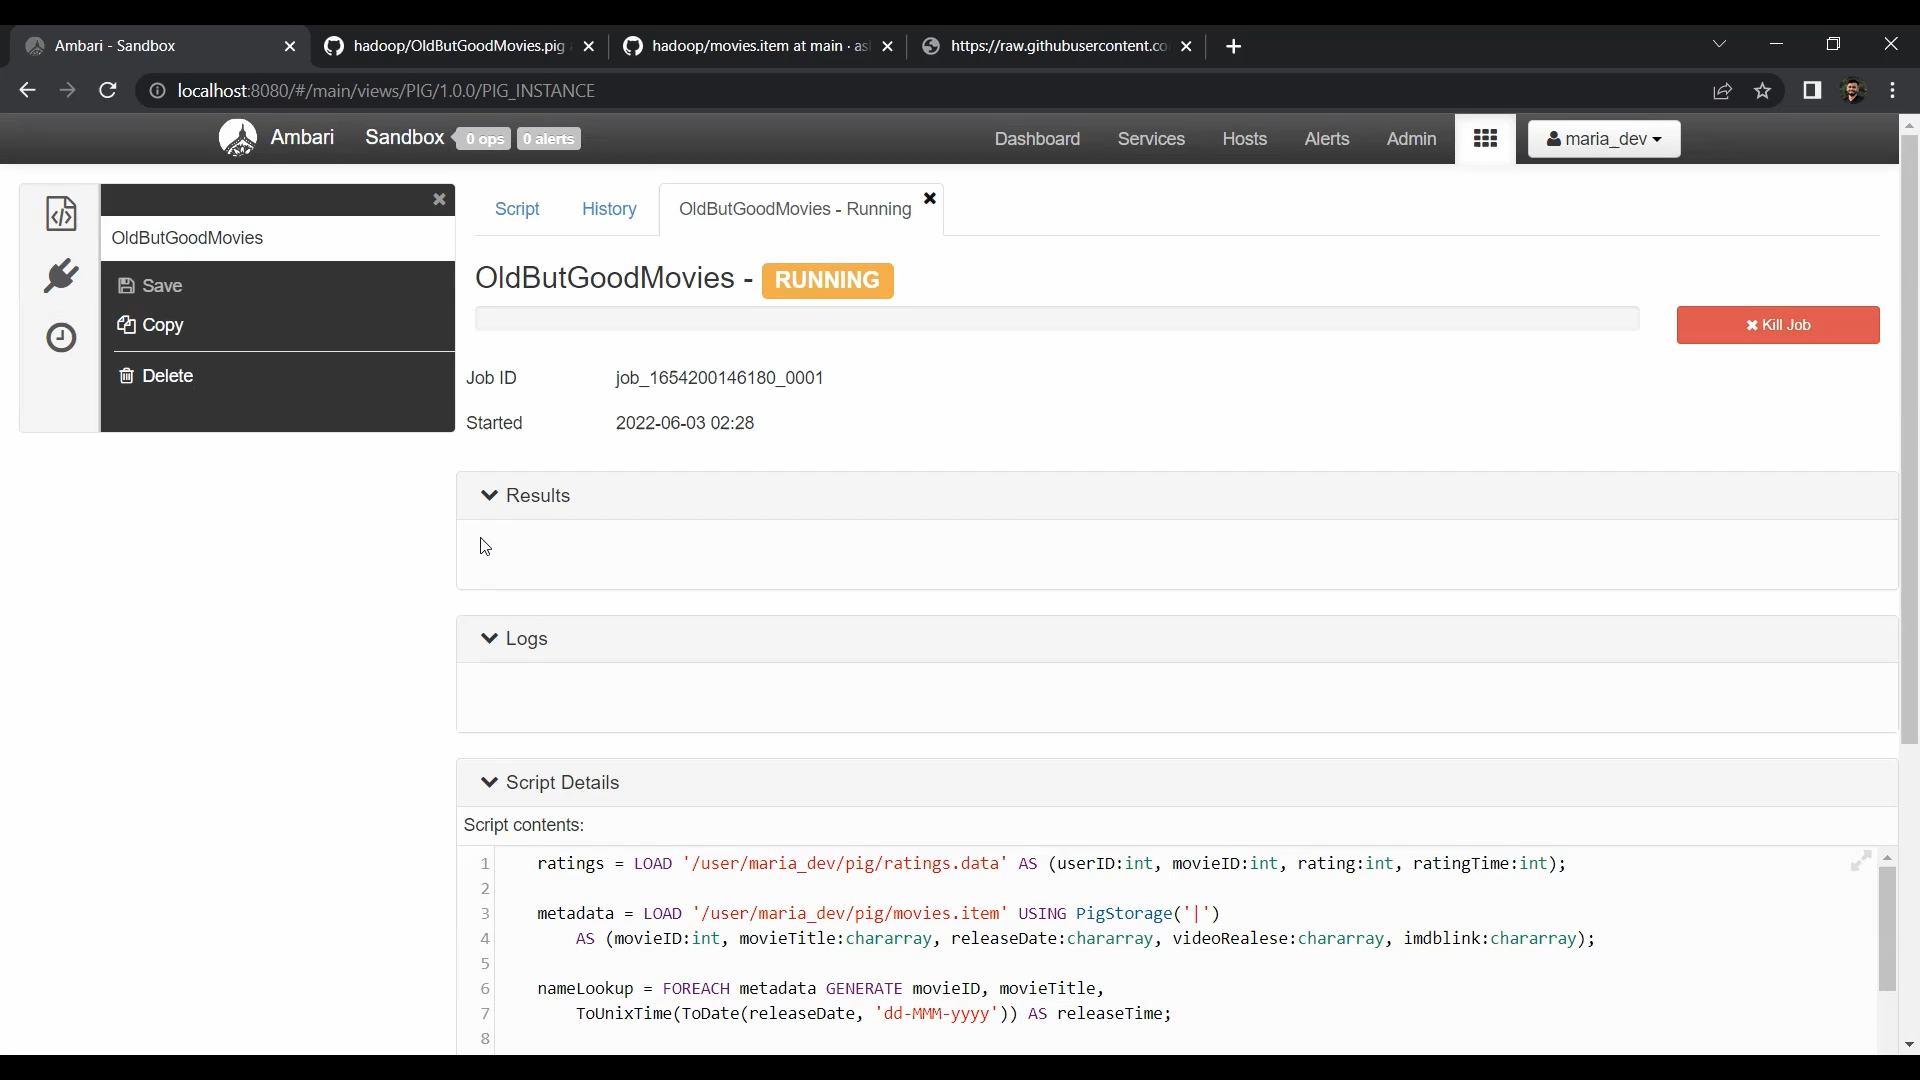 Ambari - Sandbox
hadoop/OldButGoodMovies.pig
hadoop/movies.item at main · as
https://raw.githubusercontent.co
localhost:8080/#/main/views/PIG/1.0.0/PIG_INSTANCE
Ambari Sandbox 0 ops 0 alerts Dashboard Services Hosts Alerts Admin maria_dev
OldButGoodMovies
Save
Copy
Delete
Script History OldButGoodMovies - Running
OldButGoodMovies - RUNNING
Kill Job
Job ID job_1654200146180_0001
Started 2022-06-03 02:28
Results
Logs
Script Details
Script contents:
1 ratings = LOAD '/user/maria_dev/pig/ratings.data' AS (userID:int, movieID:int, rating:int, ratingTime:int);
2
3 metadata = LOAD '/user/maria_dev/pig/movies.item' USING PigStorage('|')
4 AS (movieID:int, movieTitle:chararray, releaseDate:chararray, videoRealese:chararray, imdblink:chararray);
5
6 nameLookup = FOREACH metadata GENERATE movieID, movieTitle,
7 ToUnixTime(ToDate(releaseDate, 'dd-MMM-yyyy')) AS releaseTime;
8